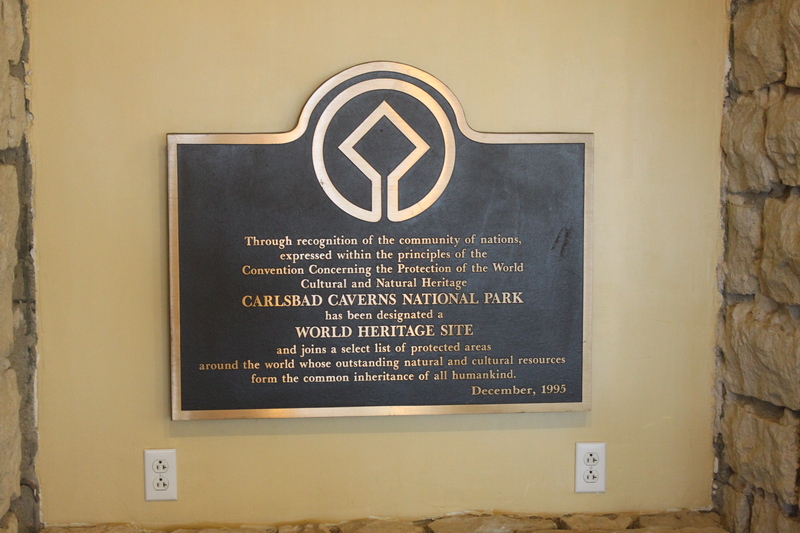 Through recognition of the community of nations,
expressed within the principles of the
Convention Concerning the Protection of the World
Cultural and Natural Heritage
CARLSBAD CAVERNS NATIONAL PARK
has been designated a
WORLD HERITAGE SITE
and joins a select list of protected areas
around the world whose outstanding natural and cultural resources
form the common inheritance of all humankind.
December, 1995